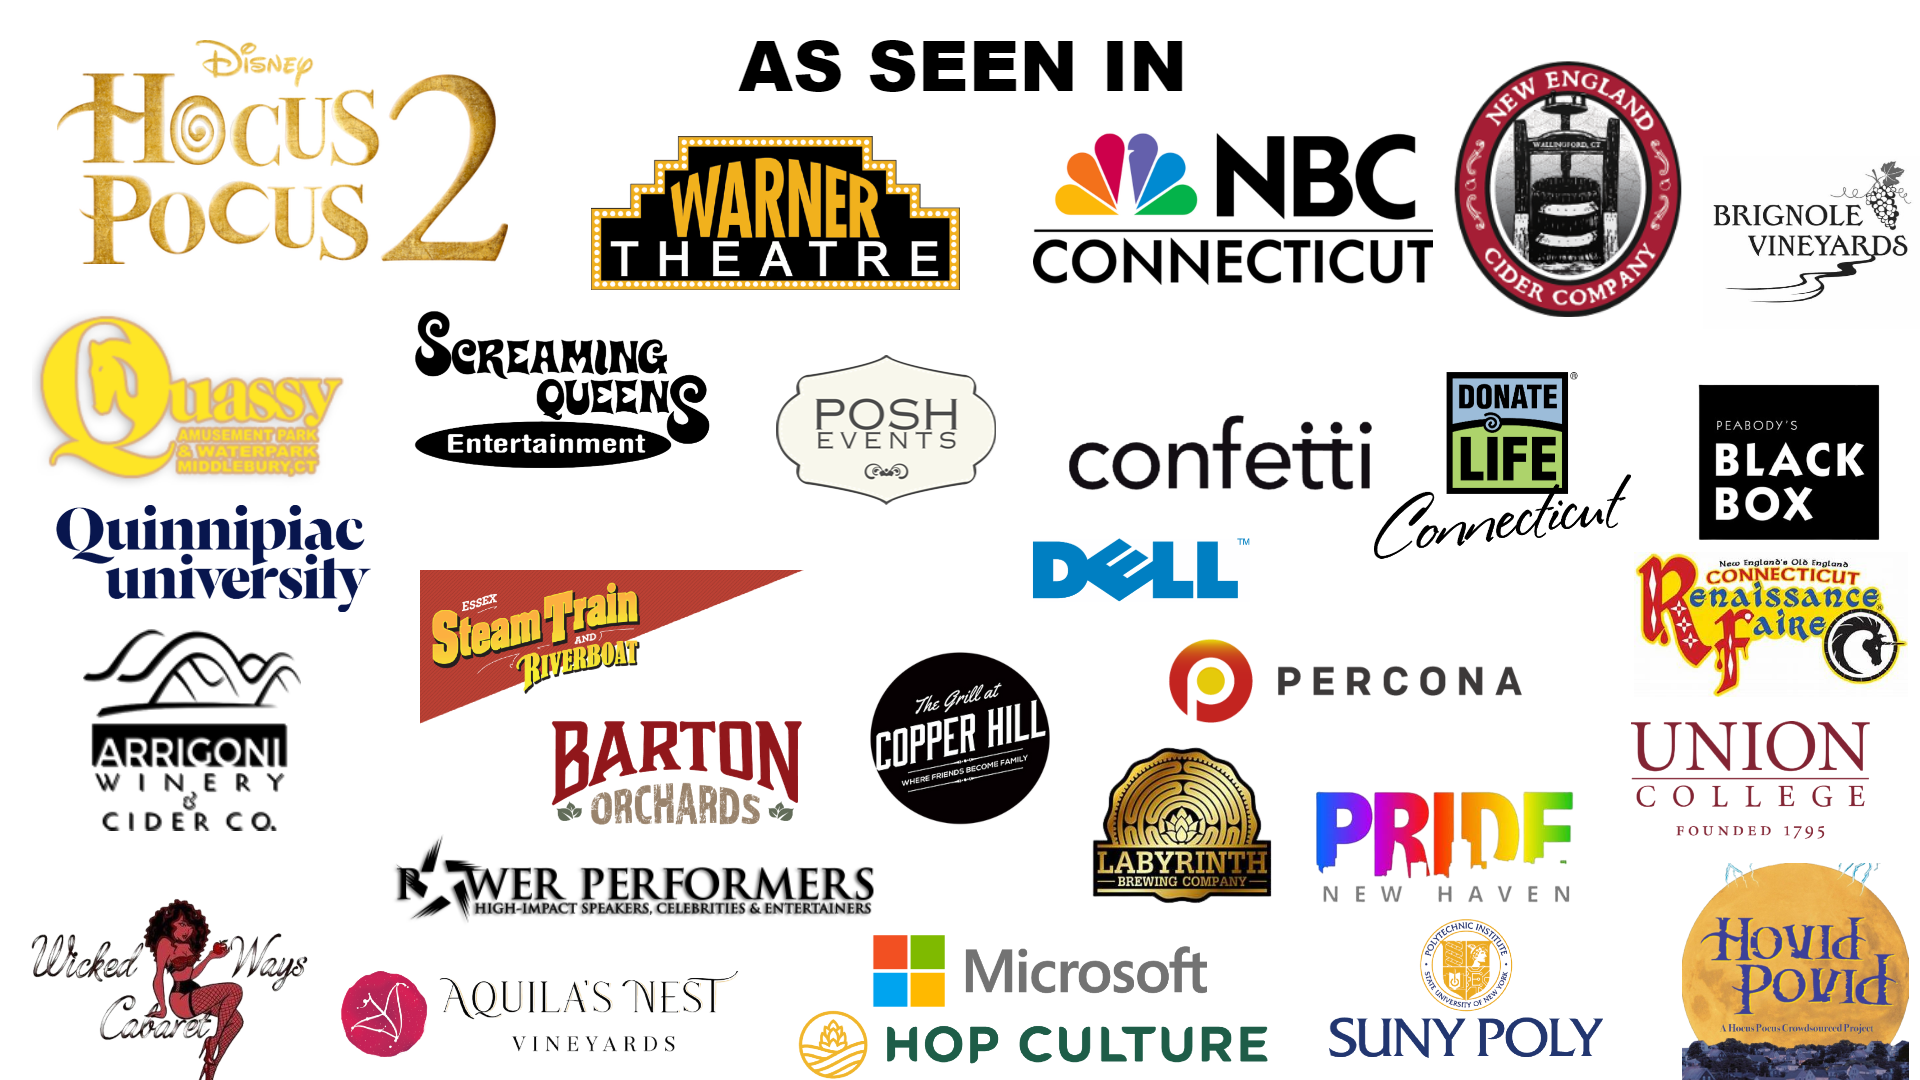 AS SEEN IN
Disney
HOCUS
POCUS 2
WARNER
THEATRE
NBC
CONNECTICUT
NEW ENGLAND
WALLINGFORD, CT
CIDER COMPANY
BRIGNOLE
VINEYARDS
Quassy
AMUSEMENT PARK
& WATERPARK
MIDDLEBURY, CT
SCREAMING
QUEENS
Entertainment
POSH
EVENTS
confetti
DONATE
LIFE
®
Connecticut
PEABODY'S
BLACK
BOX
Quinnipiac
university
ESSEX
Steam Train
AND
RIVERBOAT
DELL™
New England's Old England
CONNECTICUT
Renaissance
Faire
®
ARRIGONI
WINERY
&
CIDER CO.
BARTON
ORCHARDS
The Grill at
COPPER HILL
WHERE FRIENDS BECOME FAMILY
PERCONA
UNION
COLLEGE
FOUNDED 1795
LABYRINTH
BREWING COMPANY
PRIDE
NEW HAVEN
POWER PERFORMERS
HIGH-IMPACT SPEAKERS, CELEBRITIES & ENTERTAINERS
Wicked Ways
Cabaret
AQUILA'S NEST
VINEYARDS
Microsoft
HOP CULTURE
POLYTECHNIC INSTITUTE
STATE UNIVERSITY OF NEW YORK
SUNY POLY
HOVID
POVID
A Hocus Pocus Crowdsourced Project